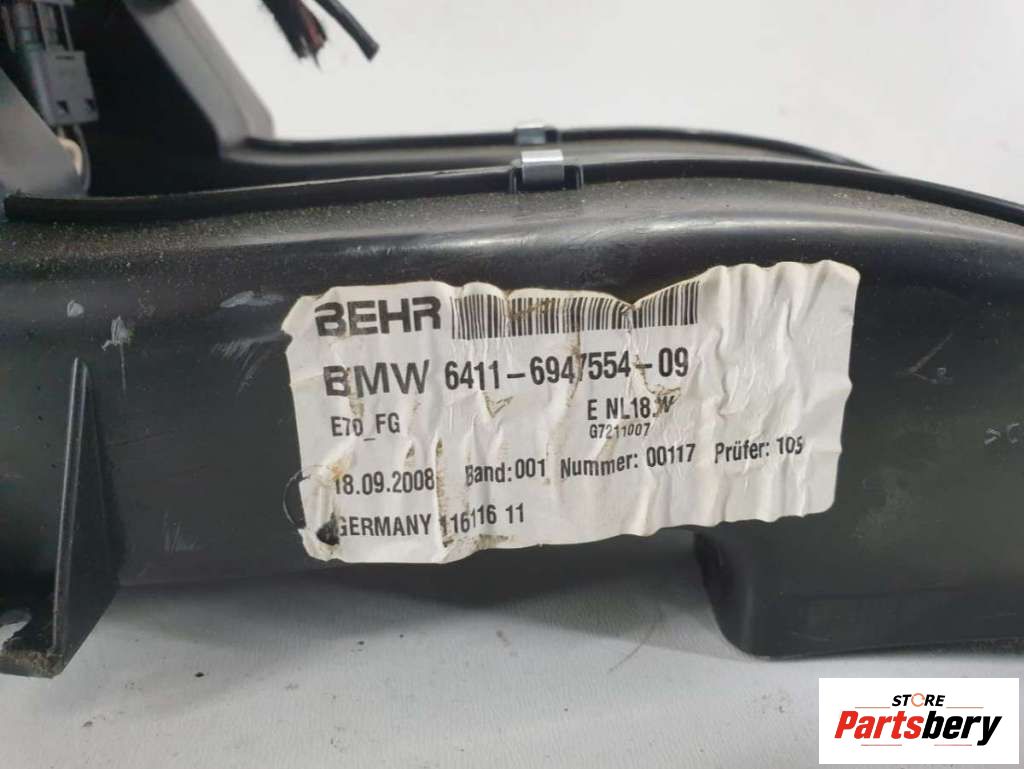 BEHR
BMW 6411-6947554-09
E70_FG E NL18.W
G7211007
18.09.2008 Band:001 Nummer: 00117 Prüfer: 109
GERMANY 116116 11
STORE
Partsbery